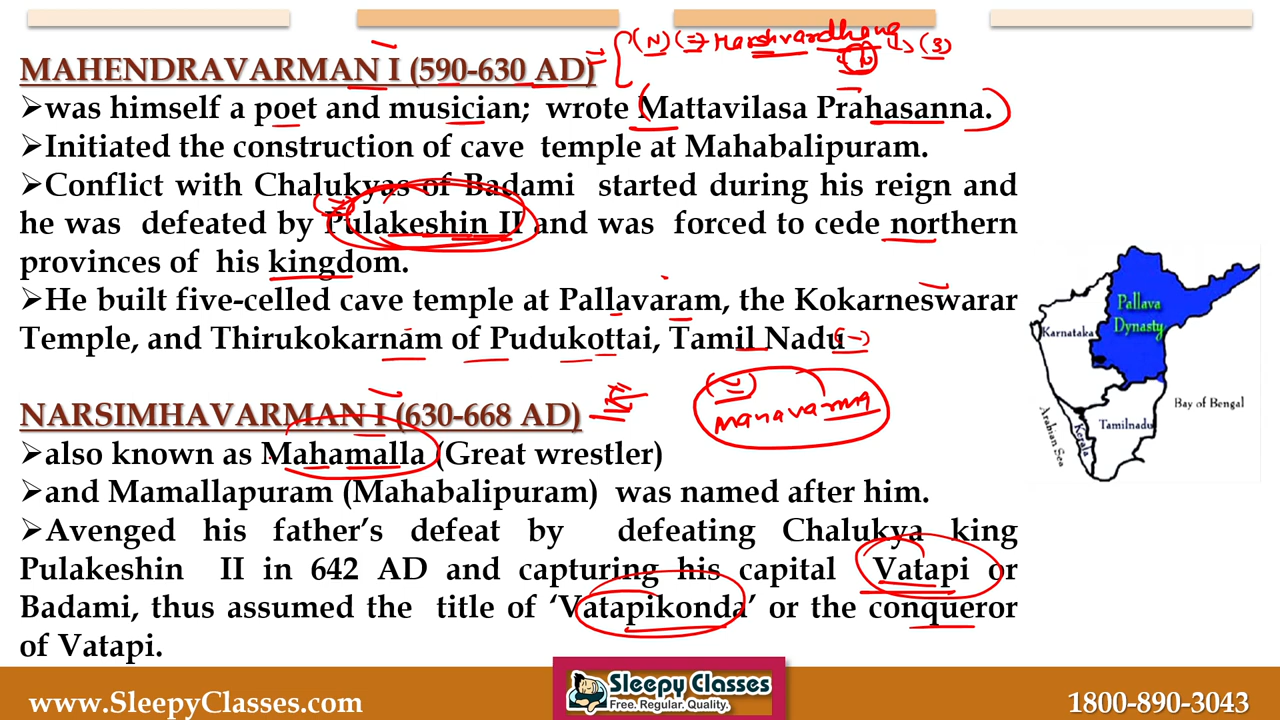 (N) (=) Harshvardhana (S)
MAHENDRAVARMAN I (590-630 AD)
➢was himself a poet and musician; wrote Mattavilasa Prahasanna.
➢Initiated the construction of cave temple at Mahabalipuram.
➢Conflict with Chalukyas of Badami started during his reign and
he was defeated by Pulakeshin II and was forced to cede northern
provinces of his kingdom.
➢He built five-celled cave temple at Pallavaram, the Kokarneswarar
Temple, and Thirukokarnam of Pudukottai, Tamil Nadu
NARSIMHAVARMAN I (630-668 AD)
manavarma
➢also known as Mahamalla (Great wrestler)
➢and Mamallapuram (Mahabalipuram) was named after him.
➢Avenged his father's defeat by defeating Chalukya king
Pulakeshin II in 642 AD and capturing his capital Vatapi or
Badami, thus assumed the title of 'Vatapikonda' or the conqueror
of Vatapi.
Pallava
Dynasty
Karnataka
Bay of Bengal
Arabian Sea
Kerala
Tamilnadu
www.SleepyClasses.com
Sleepy Classes
Free. Regular. Quality.
1800-890-3043